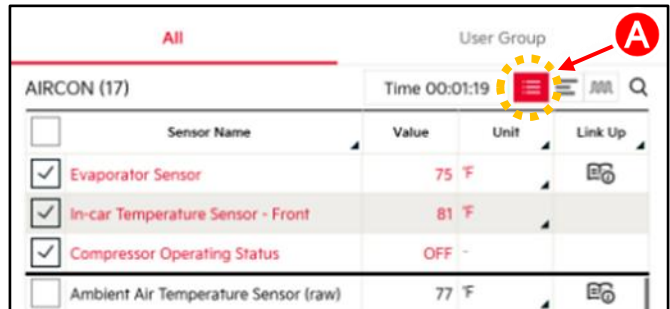 All User Group A
AIRCON (17) Time 00:01:19
Sensor Name Value Unit Link Up
Evaporator Sensor 75 ℉
In-car Temperature Sensor - Front 81 ℉
Compressor Operating Status OFF -
Ambient Air Temperature Sensor (raw) 77 ℉